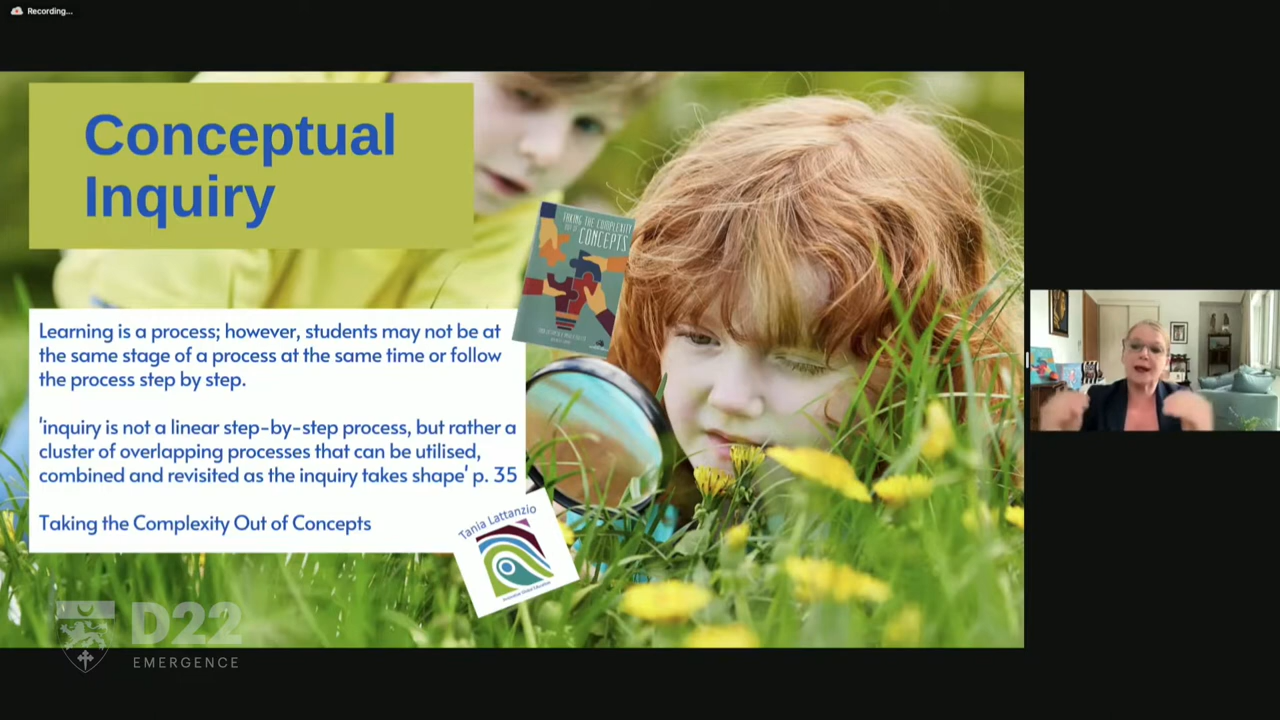 Recording...
Conceptual
Inquiry
TAKING THE COMPLEXITY
OUT OF
CONCEPTS
Learning is a process; however, students may not be at
the same stage of a process at the same time or follow
the process step by step.
'inquiry is not a linear step-by-step process, but rather a
cluster of overlapping processes that can be utilised,
combined and revisited as the inquiry takes shape' p. 35
Taking the Complexity Out of Concepts
Tania Lattanzio
Innovative Global Education
D22
EMERGENCE